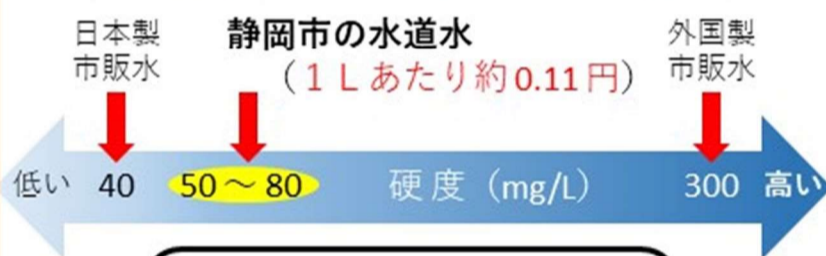 日本製
市販水
静岡市の水道水
（１Ｌあたり約0.11円）
外国製
市販水
低い 40 50～80 硬度（mg/L） 300 高い